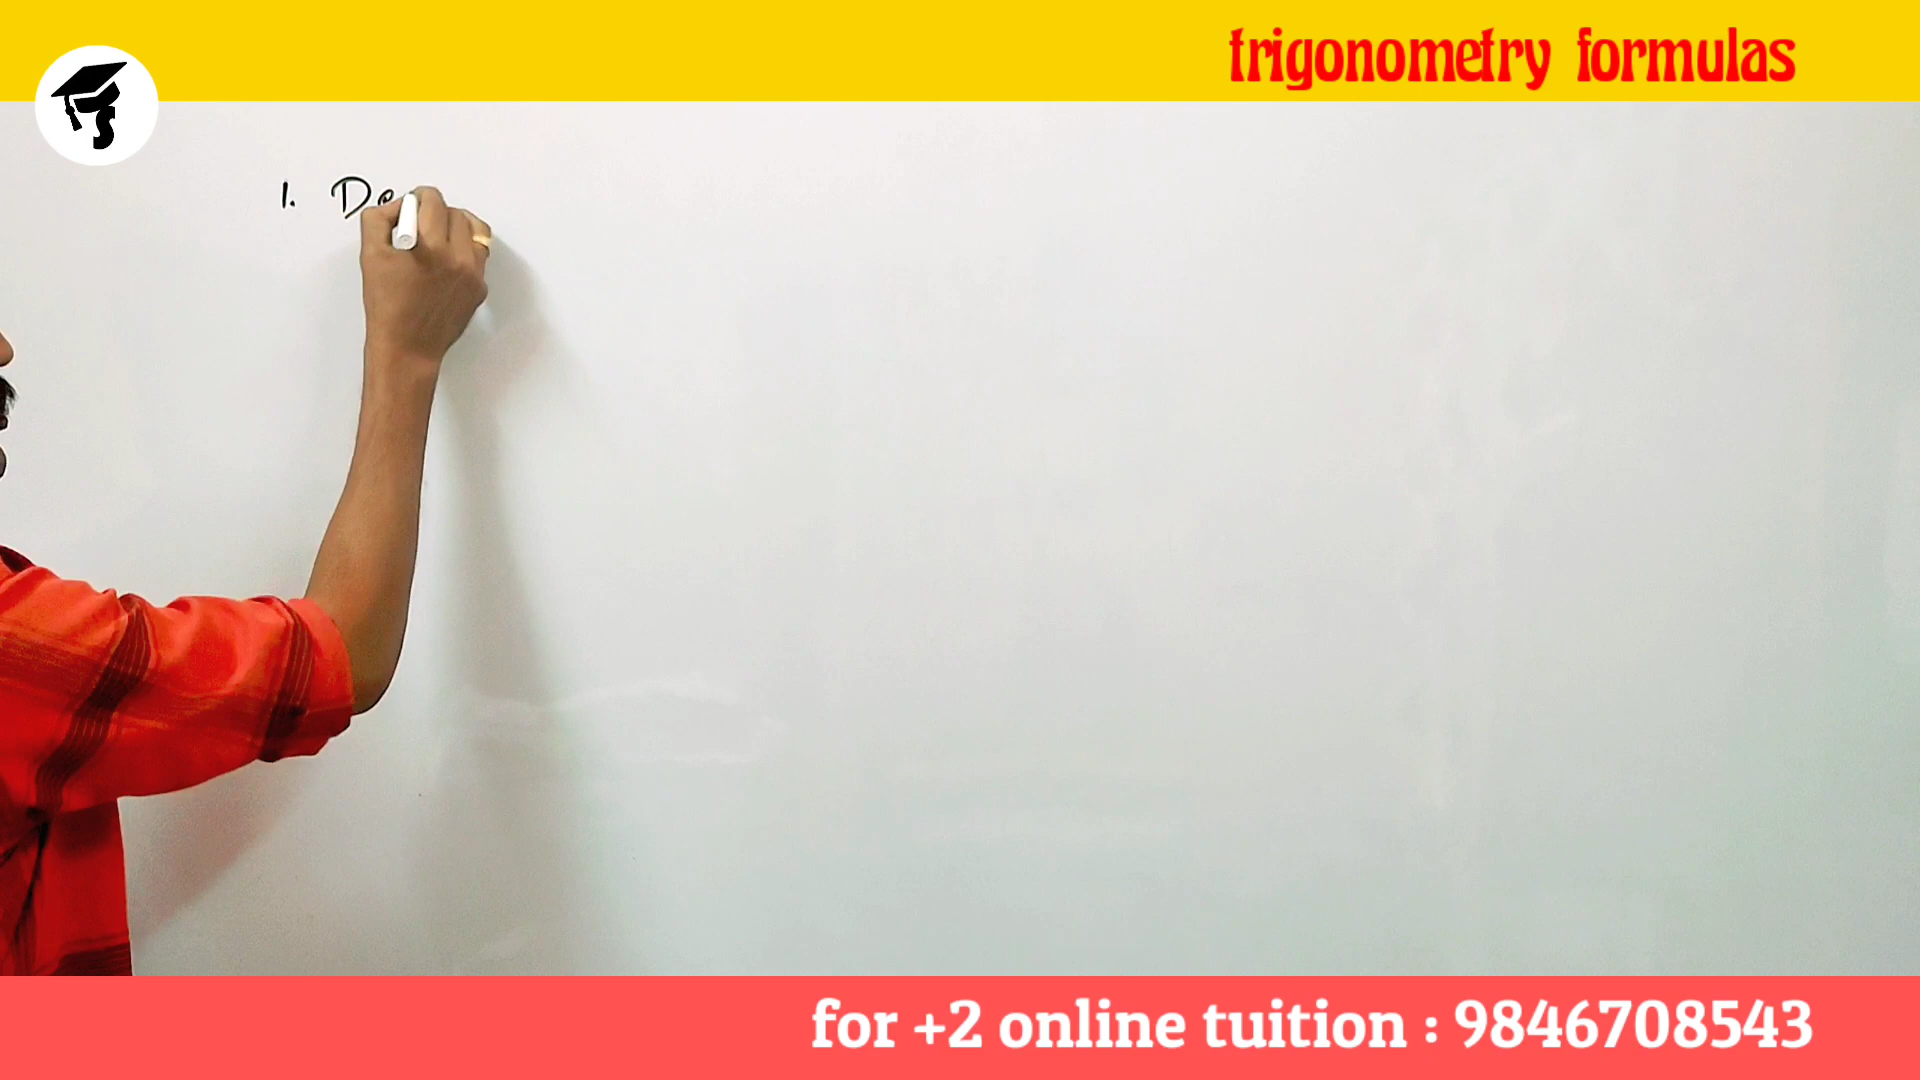 trigonometry formulas
1. De
for +2 online tuition : 9846708543